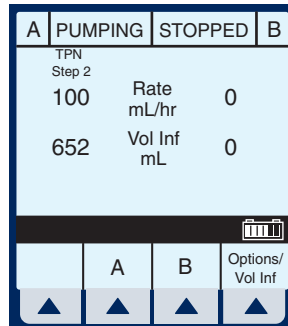 A PUMPING STOPPED B
TPN
Step 2
100 Rate mL/hr 0
652 Vol Inf mL 0
A B Options/
Vol Inf